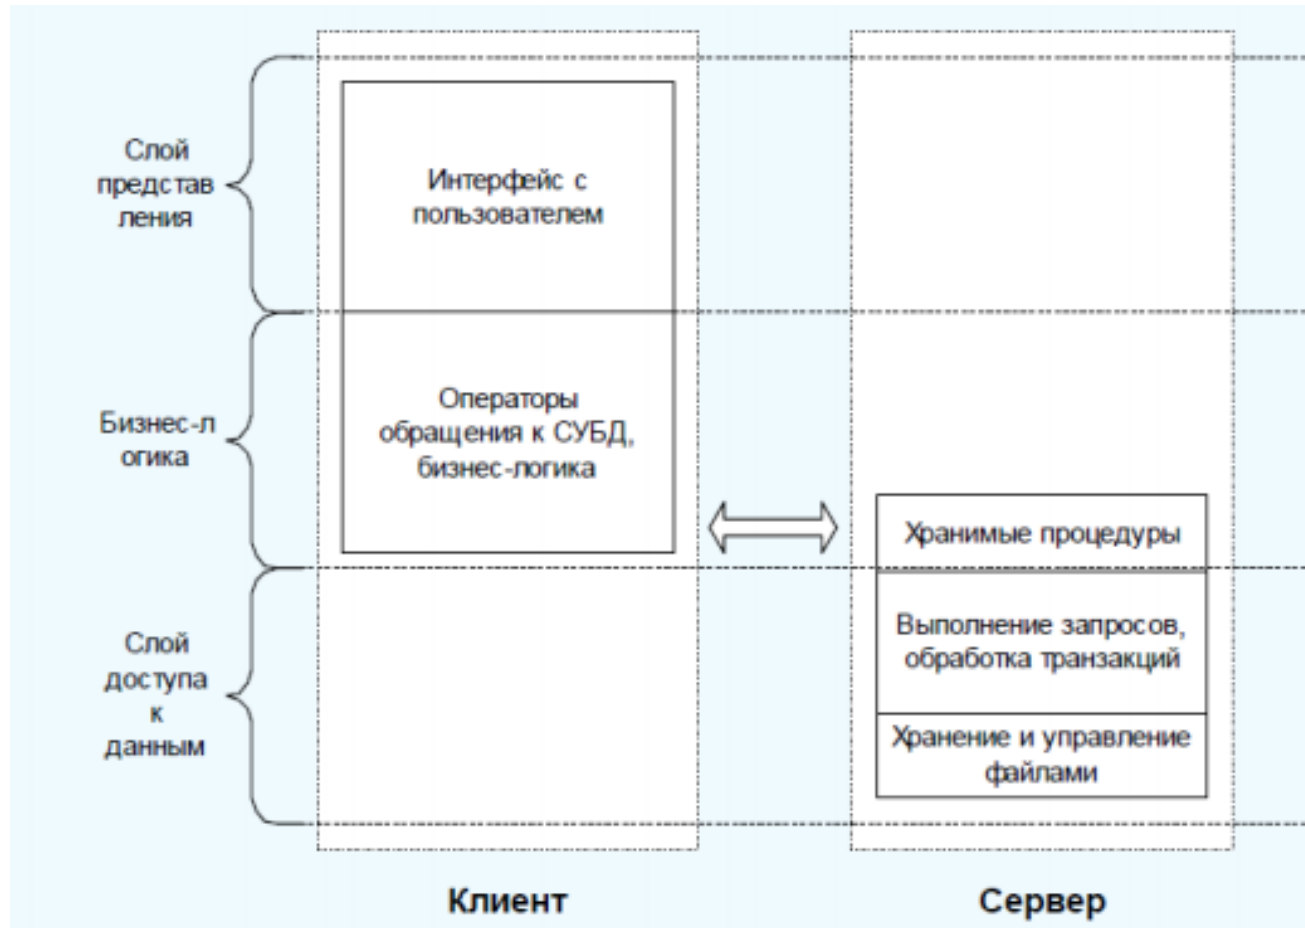 Слой
представ
ления
Интерфейс с
пользователем
Бизнес-л
огика
Операторы
обращения к СУБД,
бизнес-логика
Хранимые процедуры
Слой
доступа
к
данным
Выполнение запросов,
обработка транзакций
Хранение и управление
файлами
Клиент
Сервер